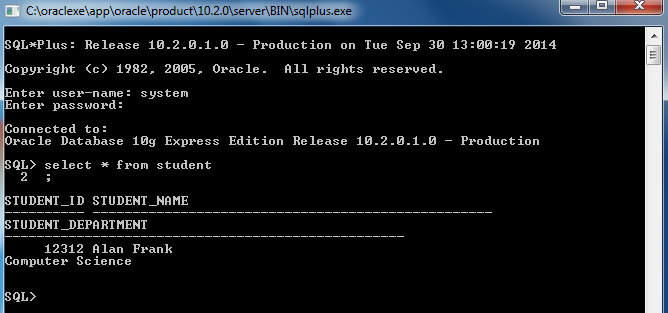 C:\oraclexe\app\oracle\product\10.2.0\server\BIN\sqlplus.exe
SQL*Plus: Release 10.2.0.1.0 - Production on Tue Sep 30 13:00:19 2014
Copyright (c) 1982, 2005, Oracle.  All rights reserved.
Enter user-name: system
Enter password:
Connected to:
Oracle Database 10g Express Edition Release 10.2.0.1.0 - Production
SQL> select * from student
  2  ;
STUDENT_ID STUDENT_NAME
---------- --------------------------------------------------
STUDENT_DEPARTMENT
--------------------------------------------------
     12312 Alan Frank
Computer Science
SQL>